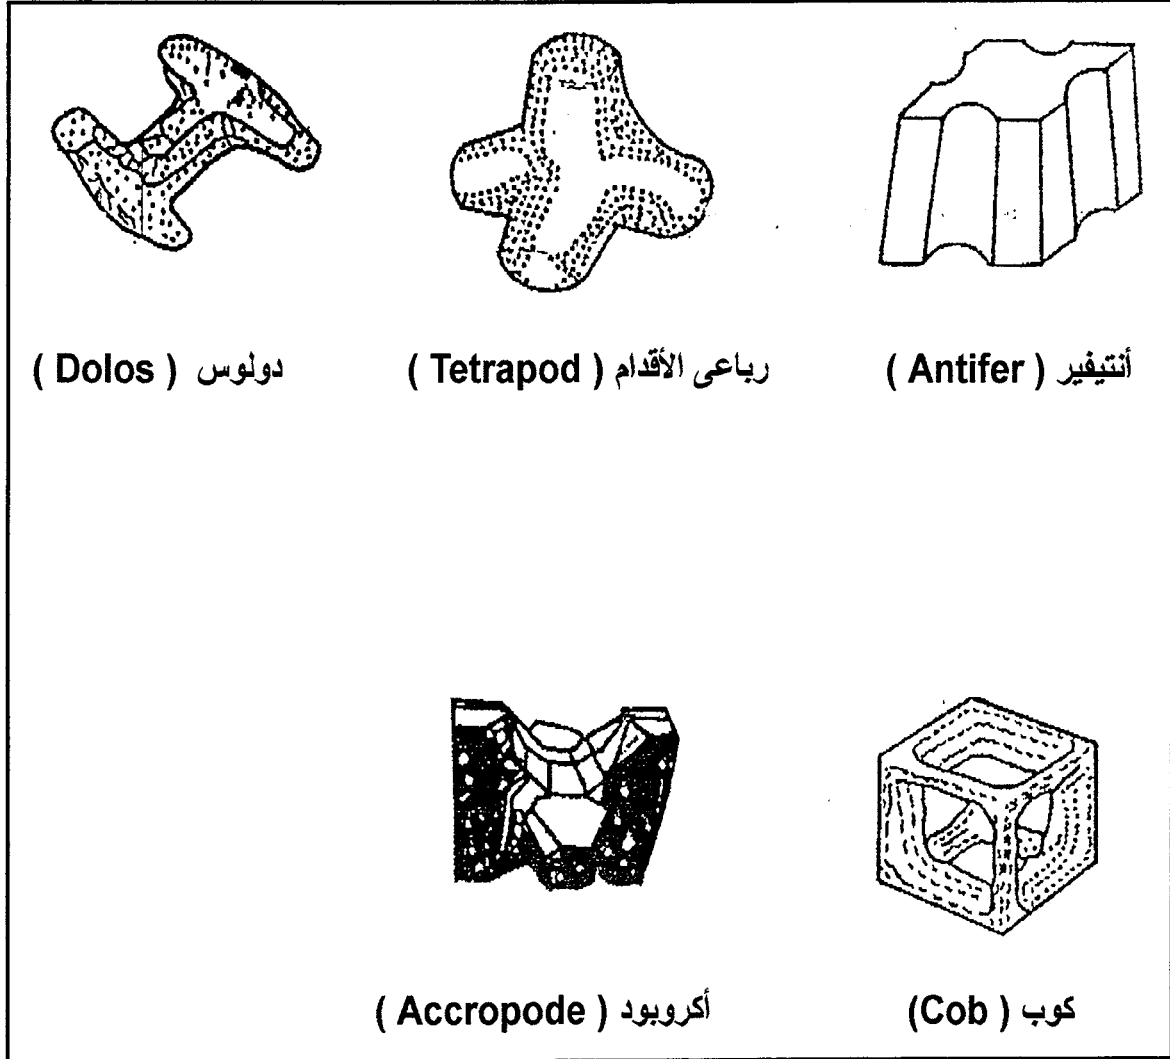 أنتيفير ( Antifer )
رباعى الأقدام ( Tetrapod )
دولوس ( Dolos )
كوب ( Cob)
أكروبود ( Accropode )